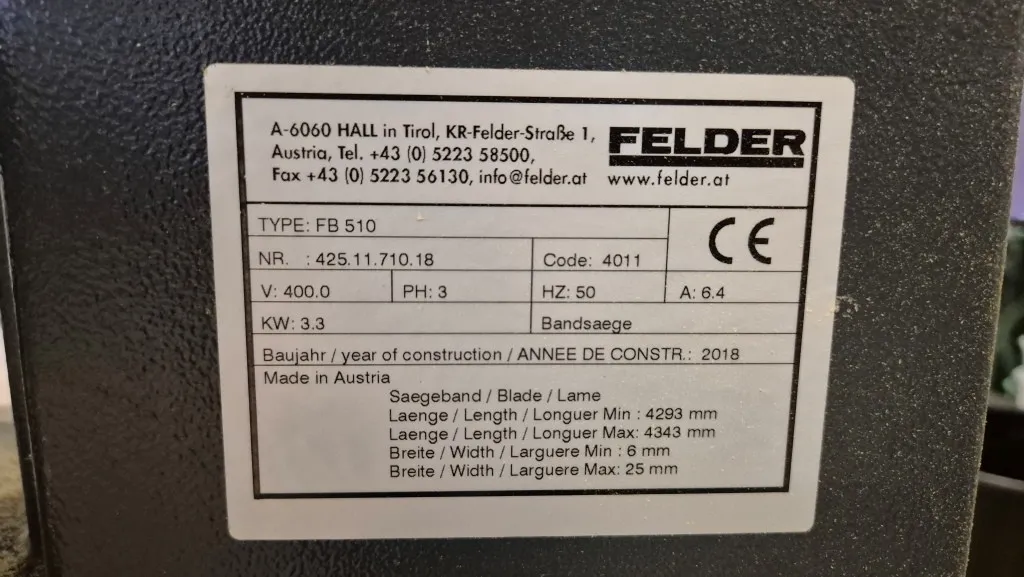 A-6060 HALL in Tirol, KR-Felder-Straße 1,
Austria, Tel. +43 (0) 5223 58500,
Fax +43 (0) 5223 56130, info@felder.at
FELDER
www.felder.at
TYPE: FB 510
CE
NR. : 425.11.710.18 Code: 4011
V: 400.0 PH: 3 HZ: 50 A: 6.4
KW: 3.3 Bandsaege
Baujahr / year of construction / ANNEE DE CONSTR.: 2018
Made in Austria
Saegeband / Blade / Lame
Laenge / Length / Longuer Min : 4293 mm
Laenge / Length / Longuer Max: 4343 mm
Breite / Width / Larguere Min : 6 mm
Breite / Width / Larguere Max: 25 mm